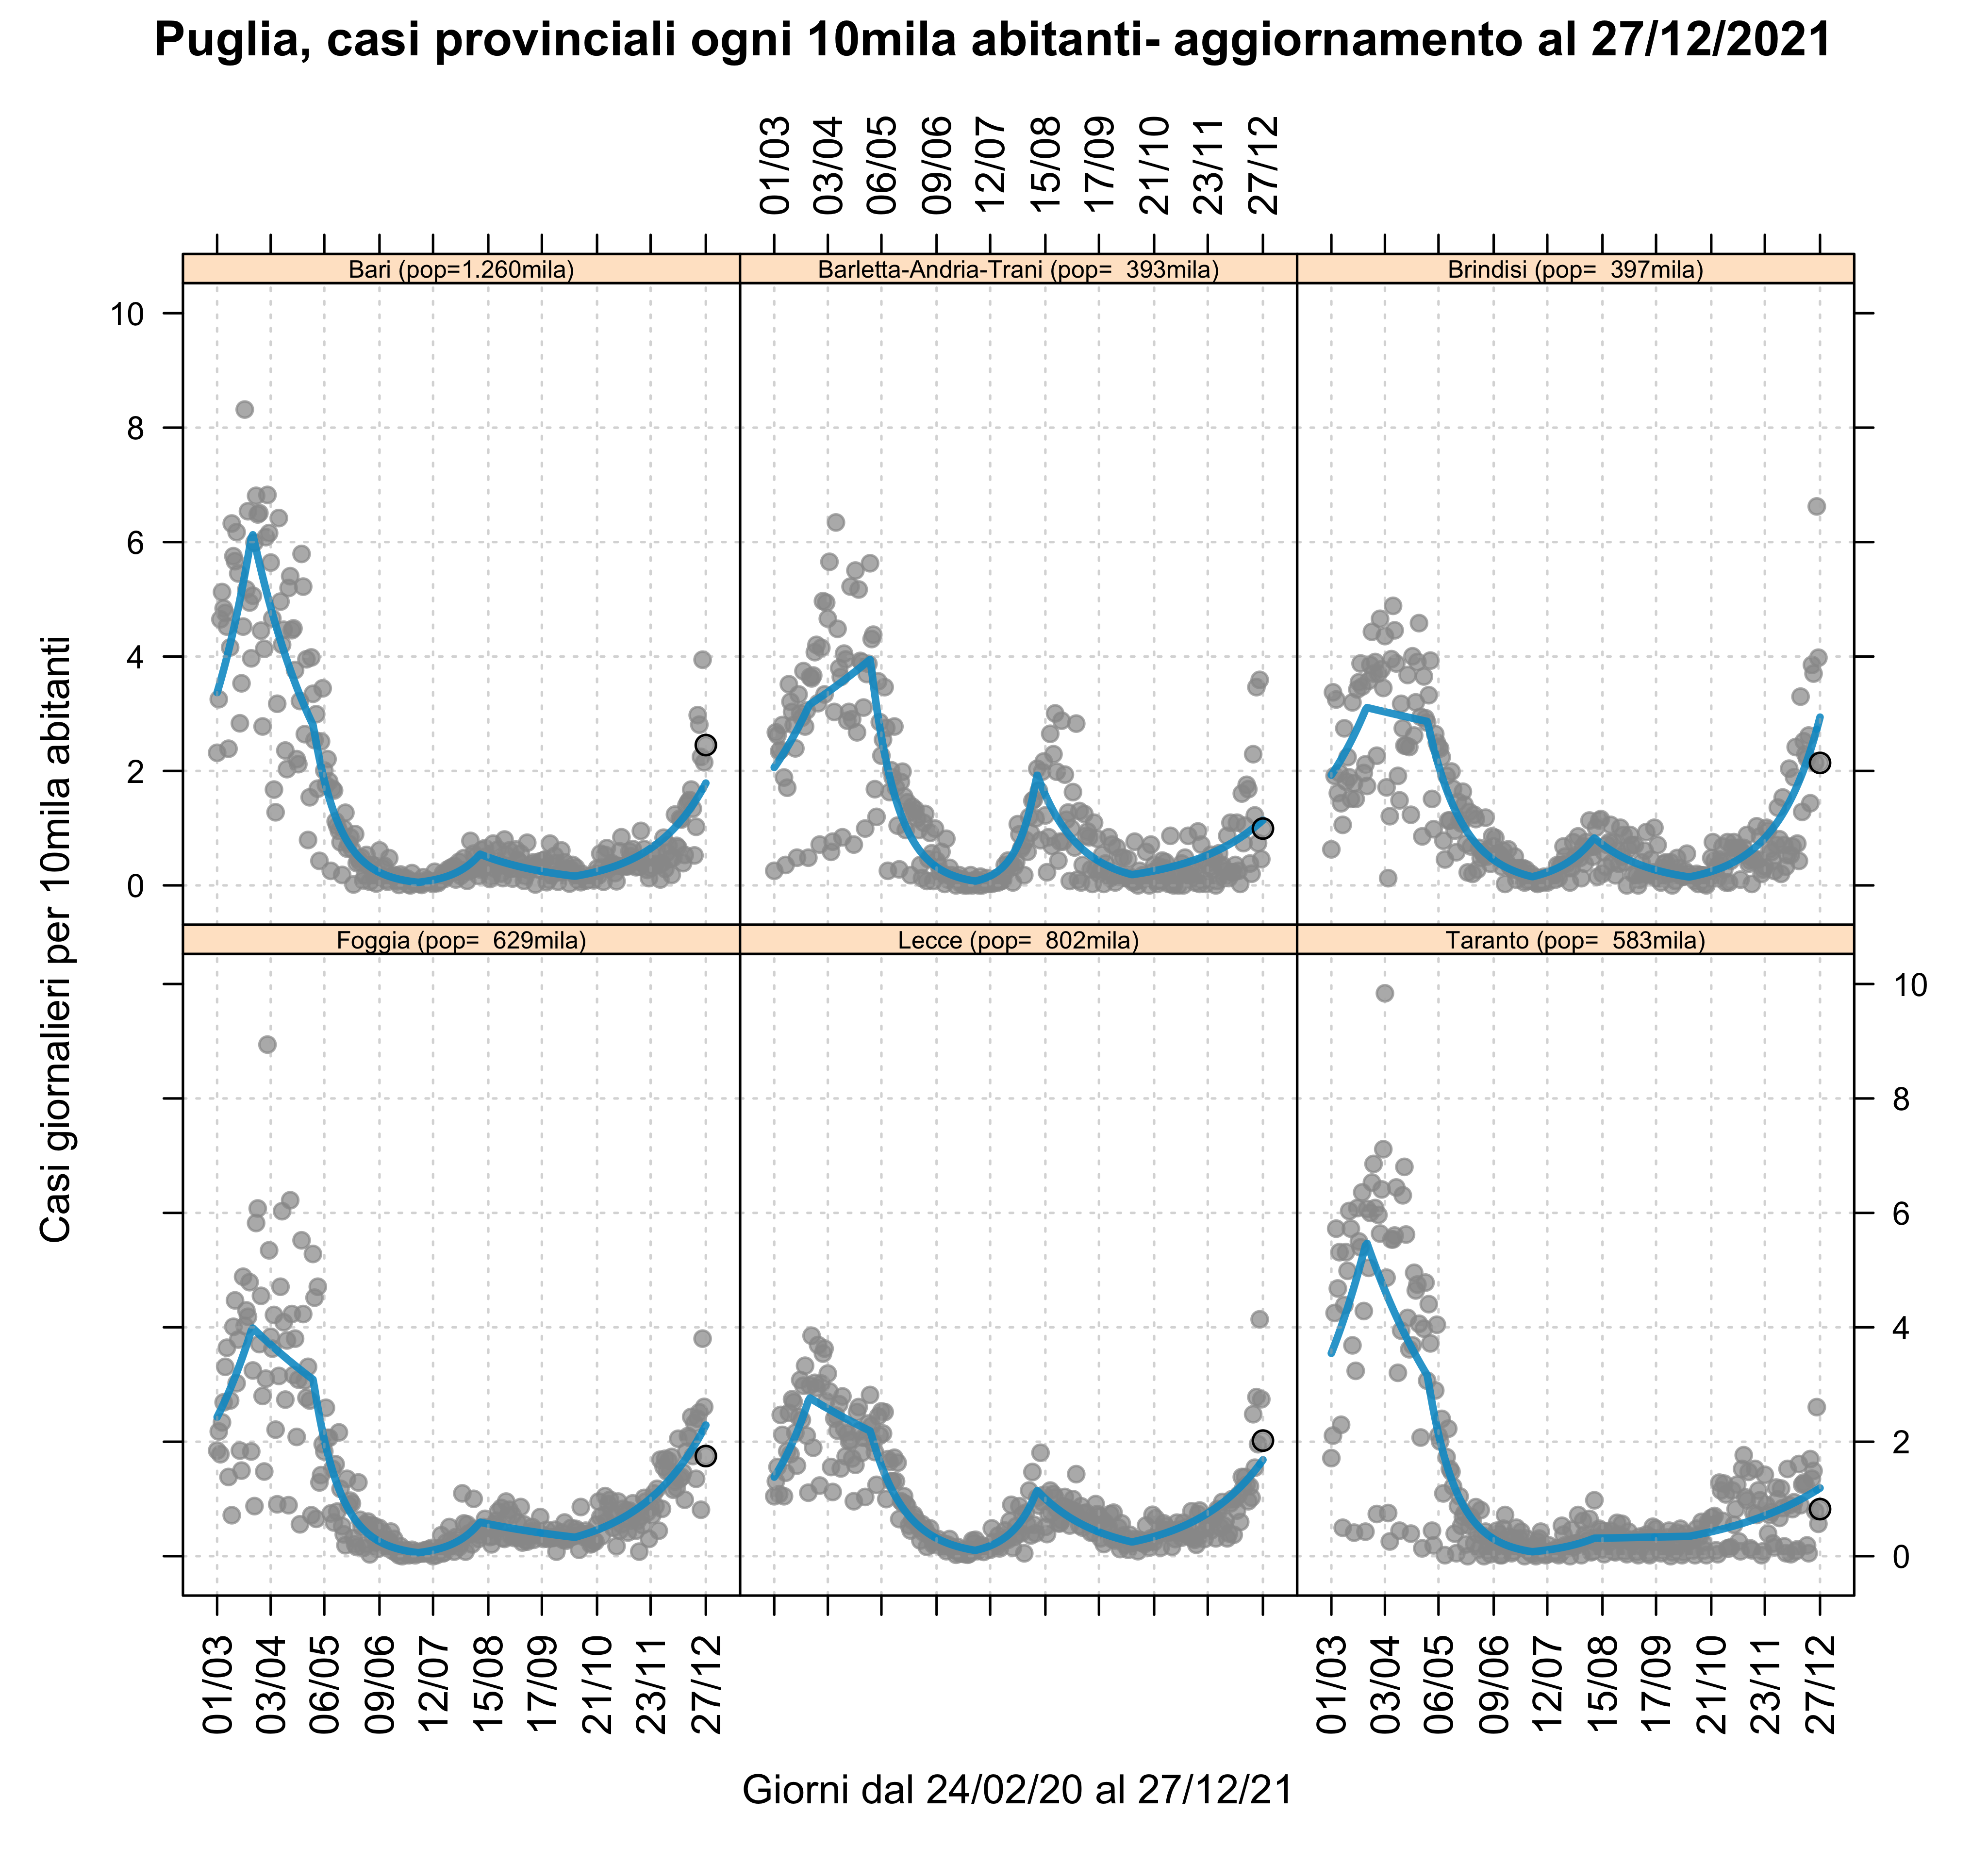 Puglia, casi provinciali ogni 10mila abitanti- aggiornamento al 27/12/2021
01/03 03/04 06/05 09/06 12/07 15/08 17/09 21/10 23/11 27/12
Bari (pop=1.260mila)
Barletta-Andria-Trani (pop= 393mila)
Brindisi (pop= 397mila)
10
8
6
4
2
0
Casi giornalieri per 10mila abitanti
Foggia (pop= 629mila)
Lecce (pop= 802mila)
Taranto (pop= 583mila)
10
8
6
4
2
0
01/03 03/04 06/05 09/06 12/07 15/08 17/09 21/10 23/11 27/12
01/03 03/04 06/05 09/06 12/07 15/08 17/09 21/10 23/11 27/12
Giorni dal 24/02/20 al 27/12/21